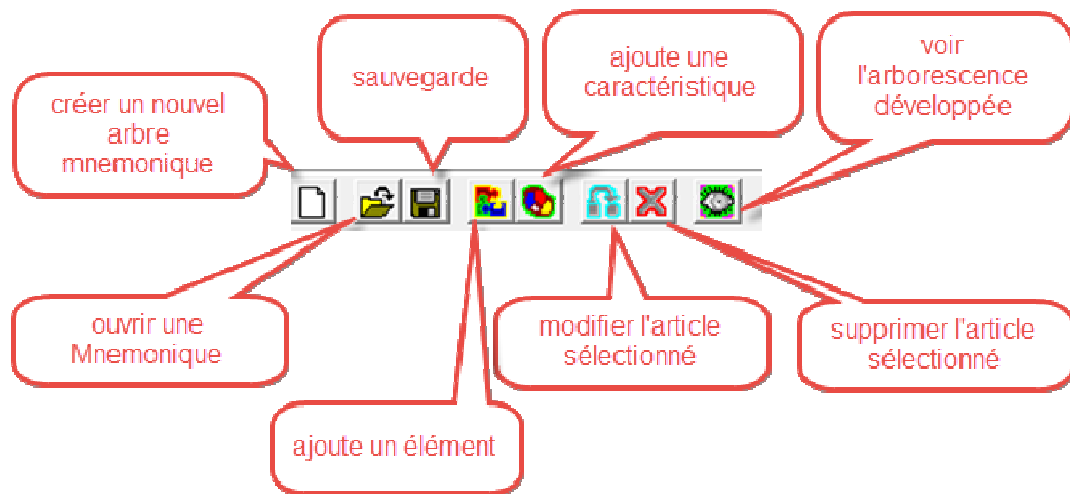 créer un nouvel
arbre
mnemonique
sauvegarde
ajoute une
caractéristique
voir
l'arborescence
développée
ouvrir une
Mnemonique
ajoute un élément
modifier l'article
sélectionné
supprimer l'article
sélectionné